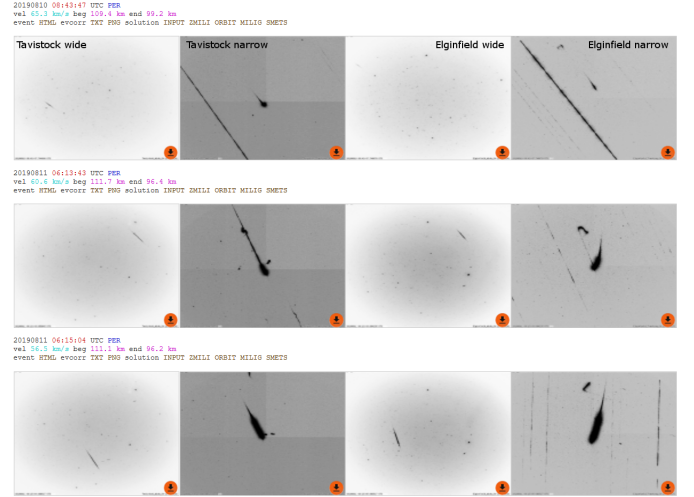 20190810 08:43:47 UTC PER
vel 65.3 km/s beg 109.4 km end 99.2 km
event HTML evcorr TXT PNG solution INPUT ZMILI ORBIT MILIG SMETS
Tavistock wide
Tavistock narrow
Elginfield wide
Elginfield narrow
20190811 06:13:43 UTC PER
vel 60.6 km/s beg 111.7 km end 96.4 km
event HTML evcorr TXT PNG solution INPUT ZMILI ORBIT MILIG SMETS
20190811 06:15:04 UTC PER
vel 56.5 km/s beg 111.1 km end 96.2 km
event HTML evcorr TXT PNG solution INPUT ZMILI ORBIT MILIG SMETS